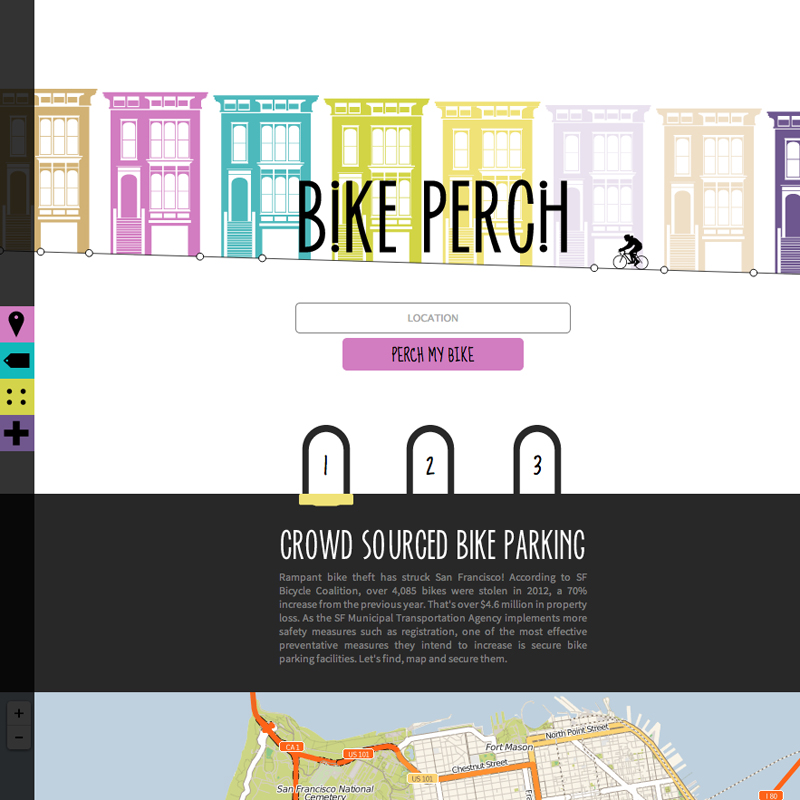 BIKE PERCH
LOCATION
PERCH MY BIKE
1
2
3
CROWD SOURCED BIKE PARKING
Rampant bike theft has struck San Francisco! According to SF
Bicycle Coalition, over 4,085 bikes were stolen in 2012, a 70%
increase from the previous year. That's over $4.6 million in property
loss. As the SF Municipal Transportation Agency implements more
safety measures such as registration, one of the most effective
preventative measures they intend to increase is secure bike
parking facilities. Let's find, map and secure them.
+
−
North Point Street
CA 1
US 101
Fort Mason
Chestnut Street
US 101
San Francisco National
Cemetery
I 80